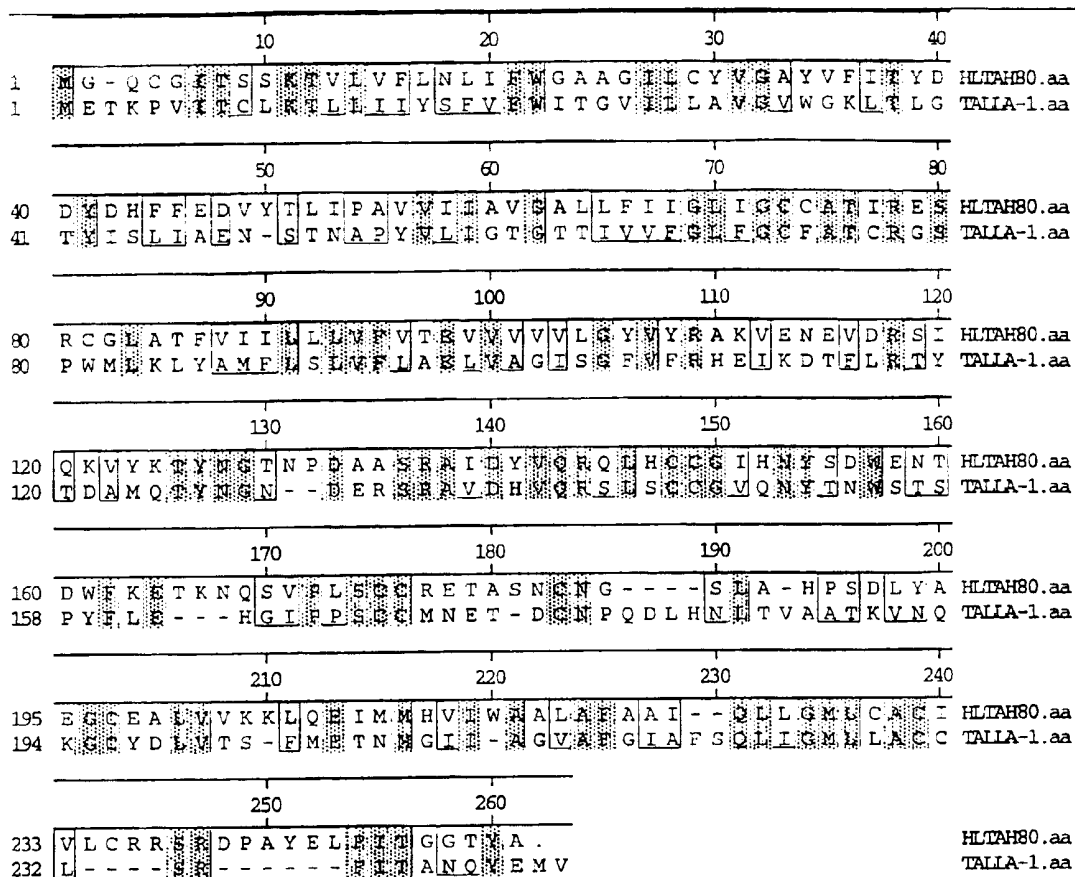 10 20 30 40
1 M G - Q C G I T S S K T V L V F L N L I F W G A A G I L C Y V G A Y V F I T Y D HLTAH80.aa
1 M E T K P V I T C L K T L L I I Y S F V F W I T G V I L L A V G V W G K L T L G TALLA-1.aa
50 60 70 80
40 D Y D H F F E D V Y T L I P A V V I I A V G A L L F I I G L I G C C A T I R E S HLTAH80.aa
41 T Y I S L I A E N - S T N A P Y V L I G T G T T I V V F G L F G C F A T C R G S TALLA-1.aa
90 100 110 120
80 R C G L A T F V I I L L L V F V T E V V V V V L G Y V Y R A K V E N E V D R S I HLTAH80.aa
80 P W M L K L Y A M F L S L V F L A E L V A G I S G F V F R H E I K D T F L R T Y TALLA-1.aa
130 140 150 160
120 Q K V Y K T Y N G T N P D A A S R A I D Y V Q R Q L H C C G I H N Y S D W E N T HLTAH80.aa
120 T D A M Q T Y N G N - - D E R S R A V D H V Q R S L S C C G V Q N Y T N W S T S TALLA-1.aa
170 180 190 200
160 D W F K E T K N Q S V P L S C C R E T A S N C N G - - - - S L A - H P S D L Y A HLTAH80.aa
158 P Y F L E - - - H G I P P S C C M N E T - D C N P Q D L H N L T V A A T K V N Q TALLA-1.aa
210 220 230 240
195 E G C E A L V V K K L Q E I M M H V I W A A L A F A A I - - Q L L G M L C A C I HLTAH80.aa
194 K G C Y D L V T S - F M E T N M G I I - A G V A F G I A F S Q L I G M L L A C C TALLA-1.aa
250 260
233 V L C R R S R D P A Y E L P I T G G T Y A . HLTAH80.aa
232 L - - - - S R - - - - - - F I T A N Q Y E M V TALLA-1.aa